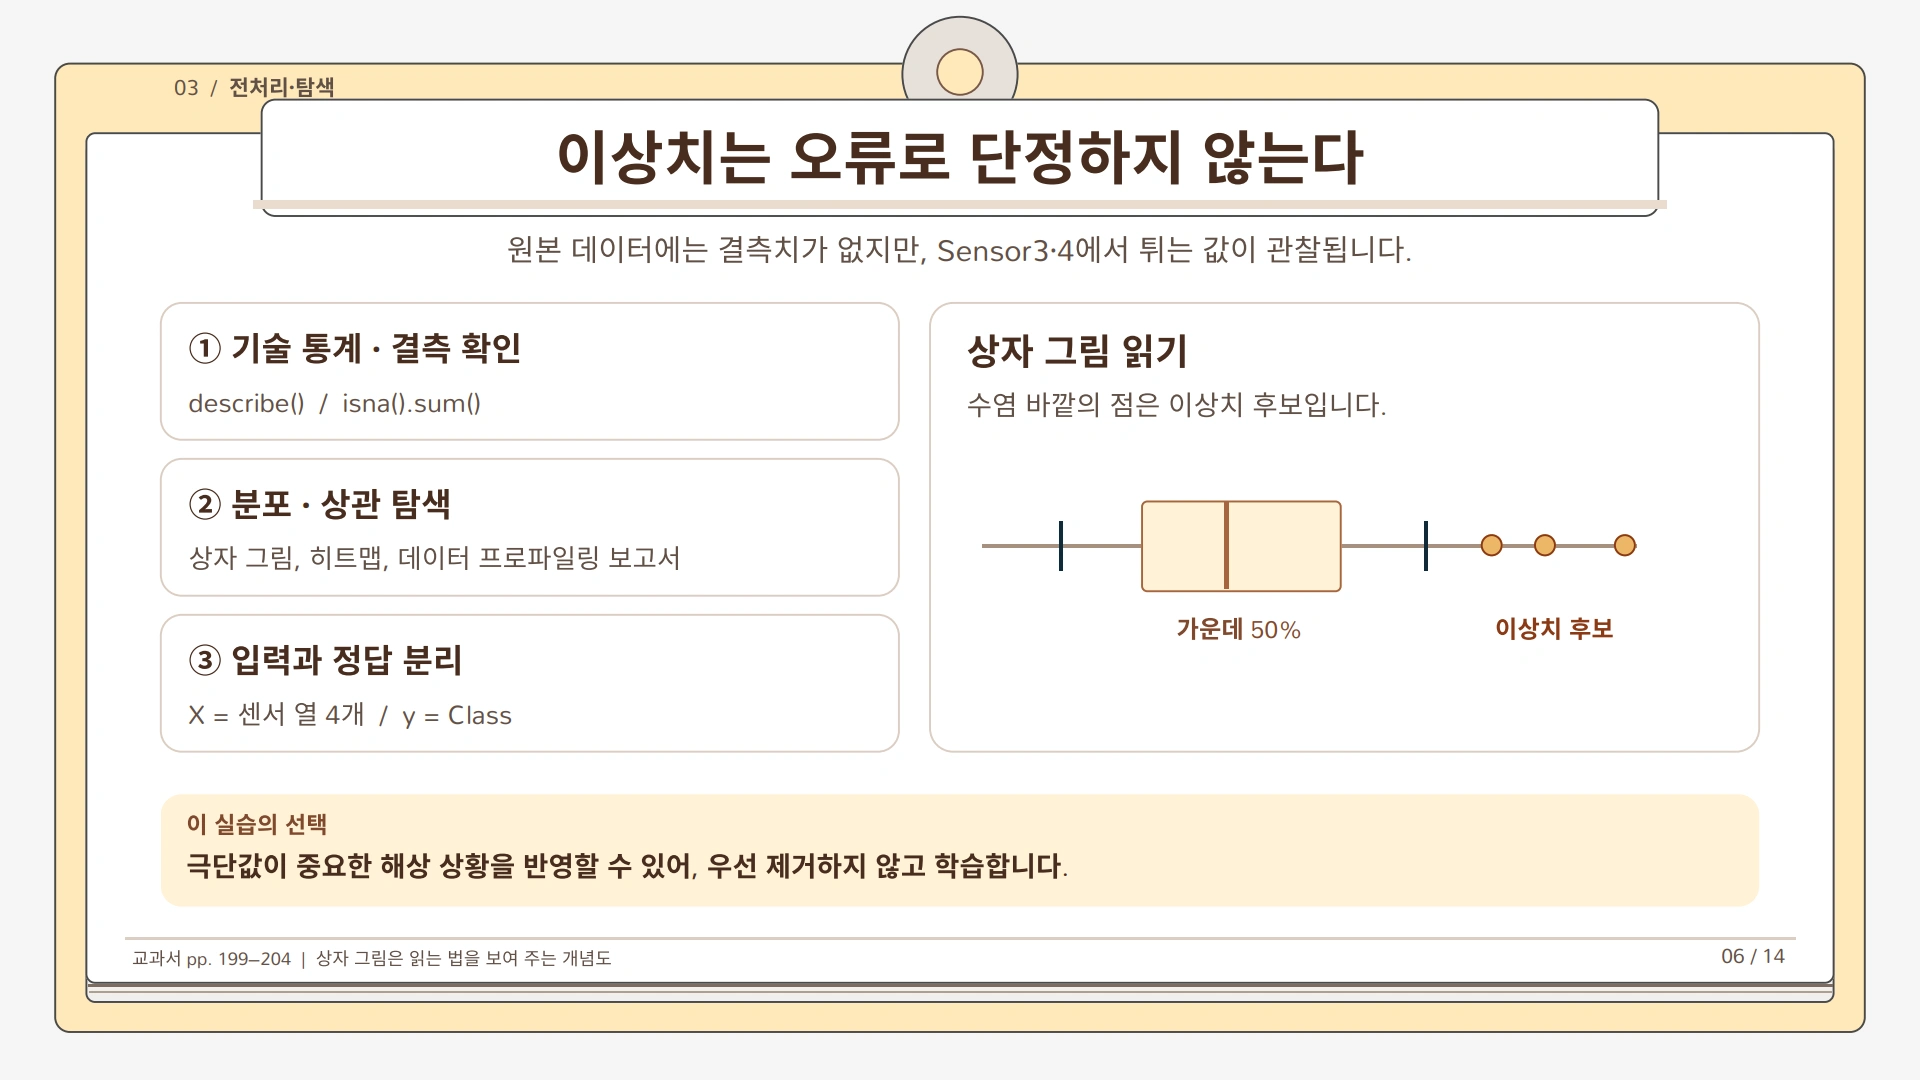 03 / 전처리·탐색
이상치는 오류로 단정하지 않는다
원본 데이터에는 결측치가 없지만, Sensor3·4에서 튀는 값이 관찰됩니다.
① 기술 통계 · 결측 확인
describe() / isna().sum()
② 분포 · 상관 탐색
상자 그림, 히트맵, 데이터 프로파일링 보고서
③ 입력과 정답 분리
X = 센서 열 4개 / y = Class
상자 그림 읽기
수염 바깥의 점은 이상치 후보입니다.
가운데 50%
이상치 후보
이 실습의 선택
극단값이 중요한 해상 상황을 반영할 수 있어, 우선 제거하지 않고 학습합니다.
교과서 pp. 199–204 | 상자 그림은 읽는 법을 보여 주는 개념도
06 / 14